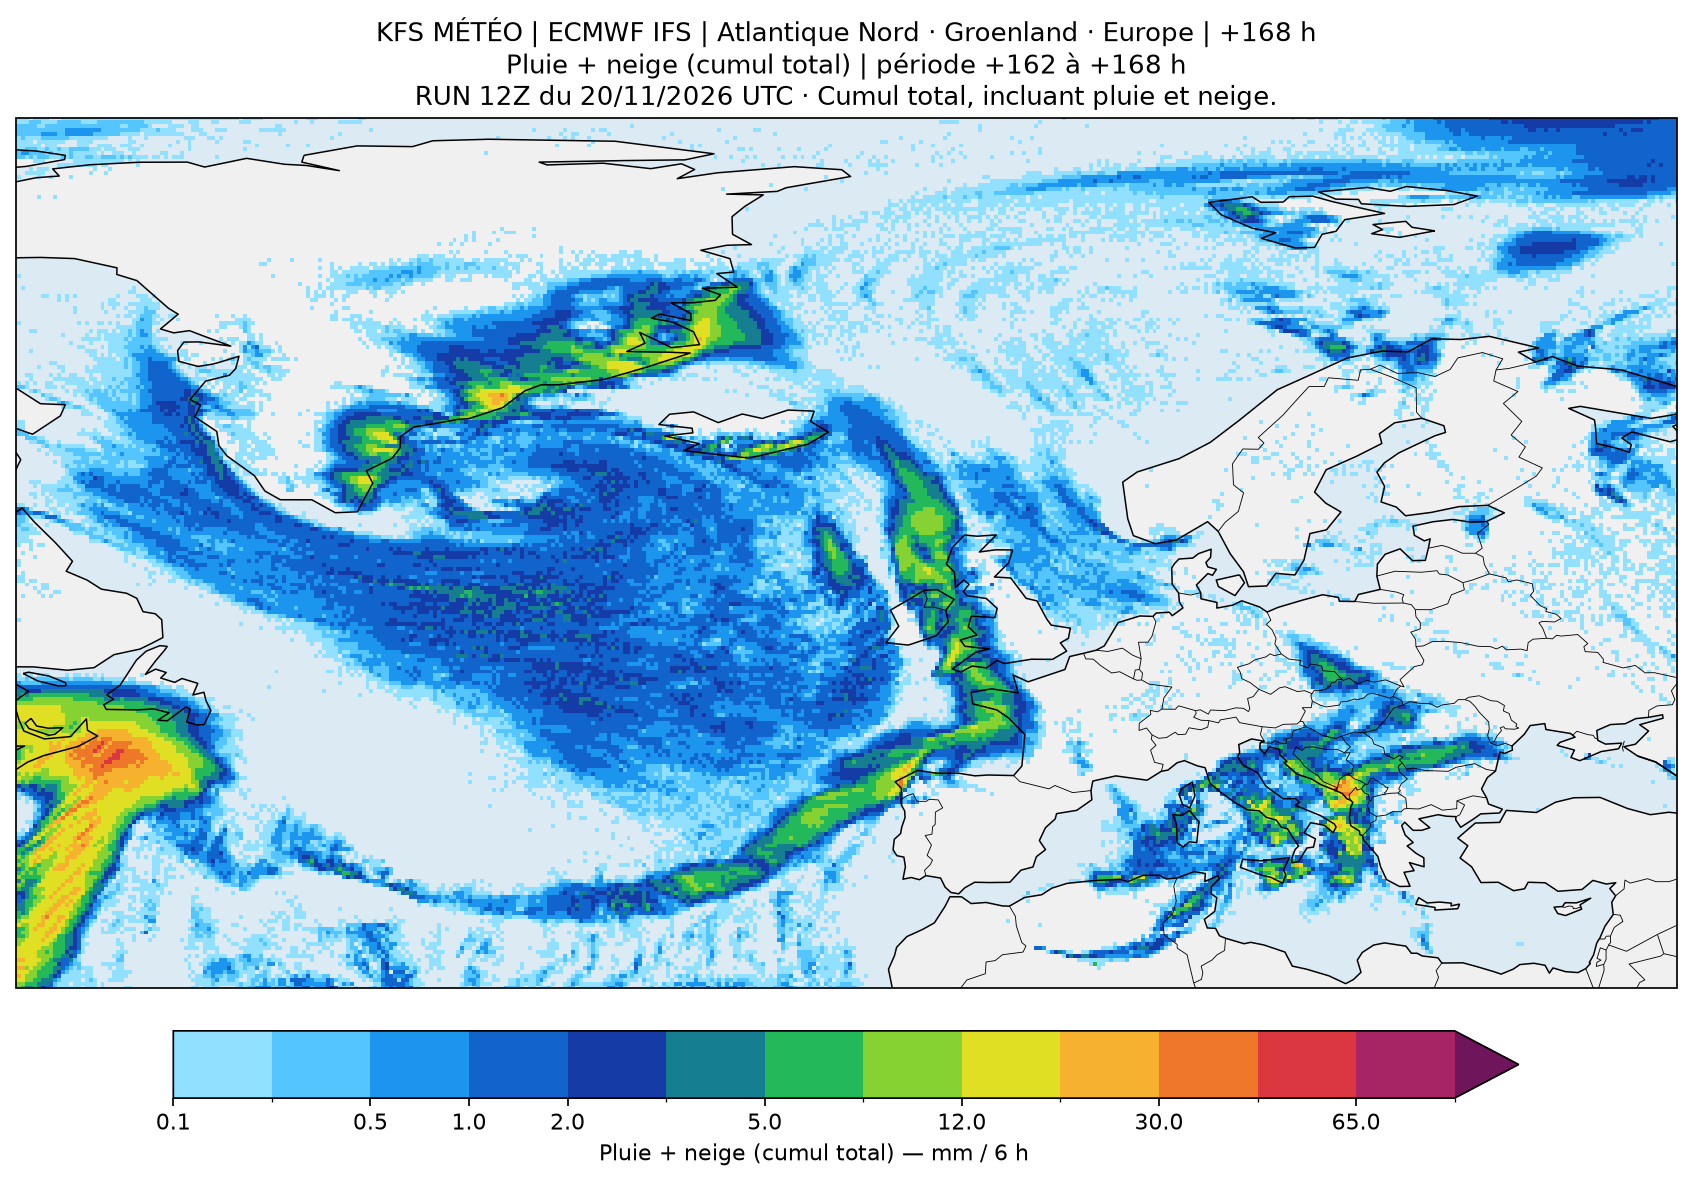 KFS MÉTÉO | ECMWF IFS | Atlantique Nord · Groenland · Europe | +168 h
Pluie + neige (cumul total) | période +162 à +168 h
RUN 12Z du 20/11/2026 UTC · Cumul total, incluant pluie et neige.
0.1 0.5 1.0 2.0 5.0 12.0 30.0 65.0
Pluie + neige (cumul total) — mm / 6 h